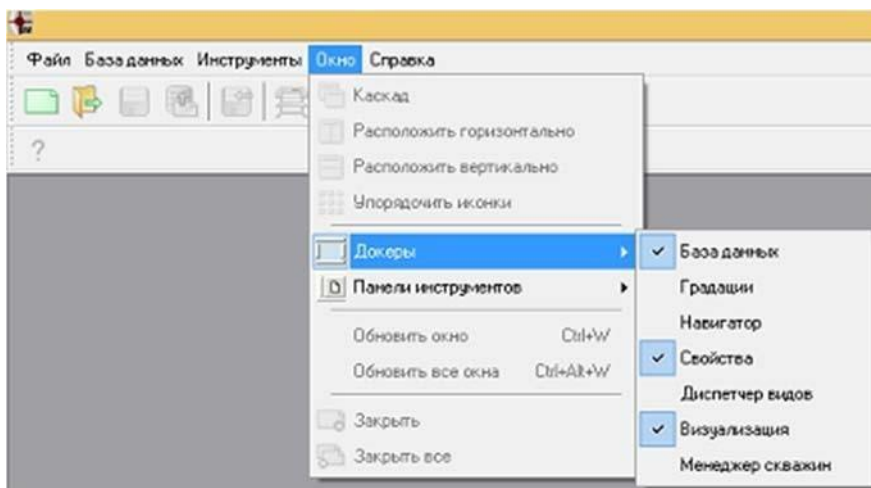 Файл База данных Инструменты Окно Справка
?
Каскад
Расположить горизонтально
Расположить вертикально
Упорядочить иконки
Докеры
Панели инструментов
Обновить окно Ctrl+W
Обновить все окна Ctrl+Alt+W
Закрыть
Закрыть все
База данных
Градации
Навигатор
Свойства
Диспетчер видов
Визуализация
Менеджер скважин